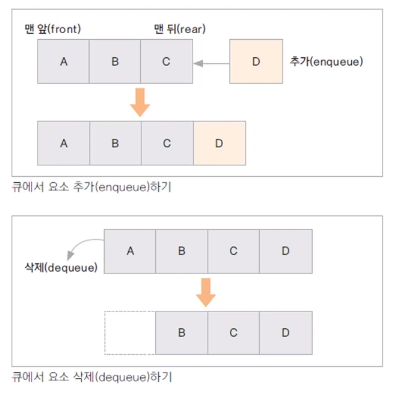 맨 앞(front) 맨 뒤(rear)
A B C D 추가(enqueue)
A B C D
큐에서 요소 추가(enqueue)하기
A B C D
삭제(dequeue)
B C D
큐에서 요소 삭제(dequeue)하기